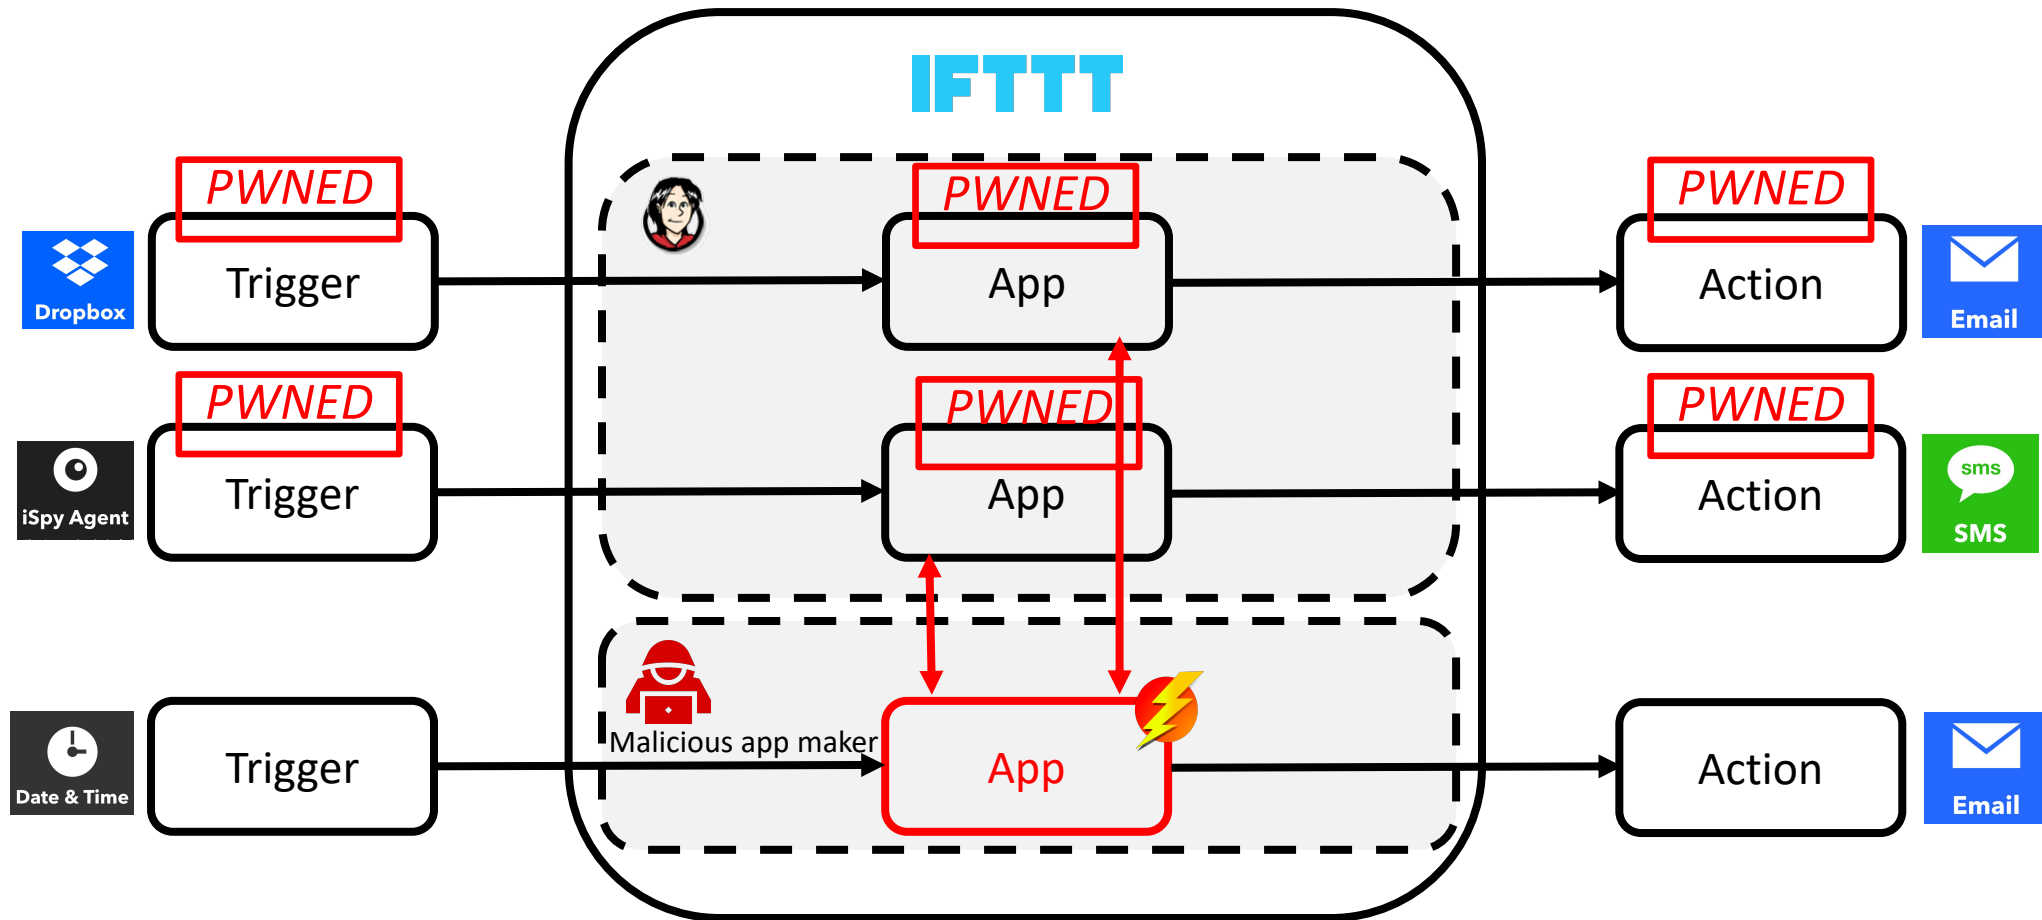 IFTTT
PWNED
PWNED
PWNED
Dropbox
Trigger
App
Action
Email
PWNED
PWNED
PWNED
iSpy Agent
Trigger
App
Action
sms
SMS
Malicious app maker
Date & Time
Trigger
App
Action
Email